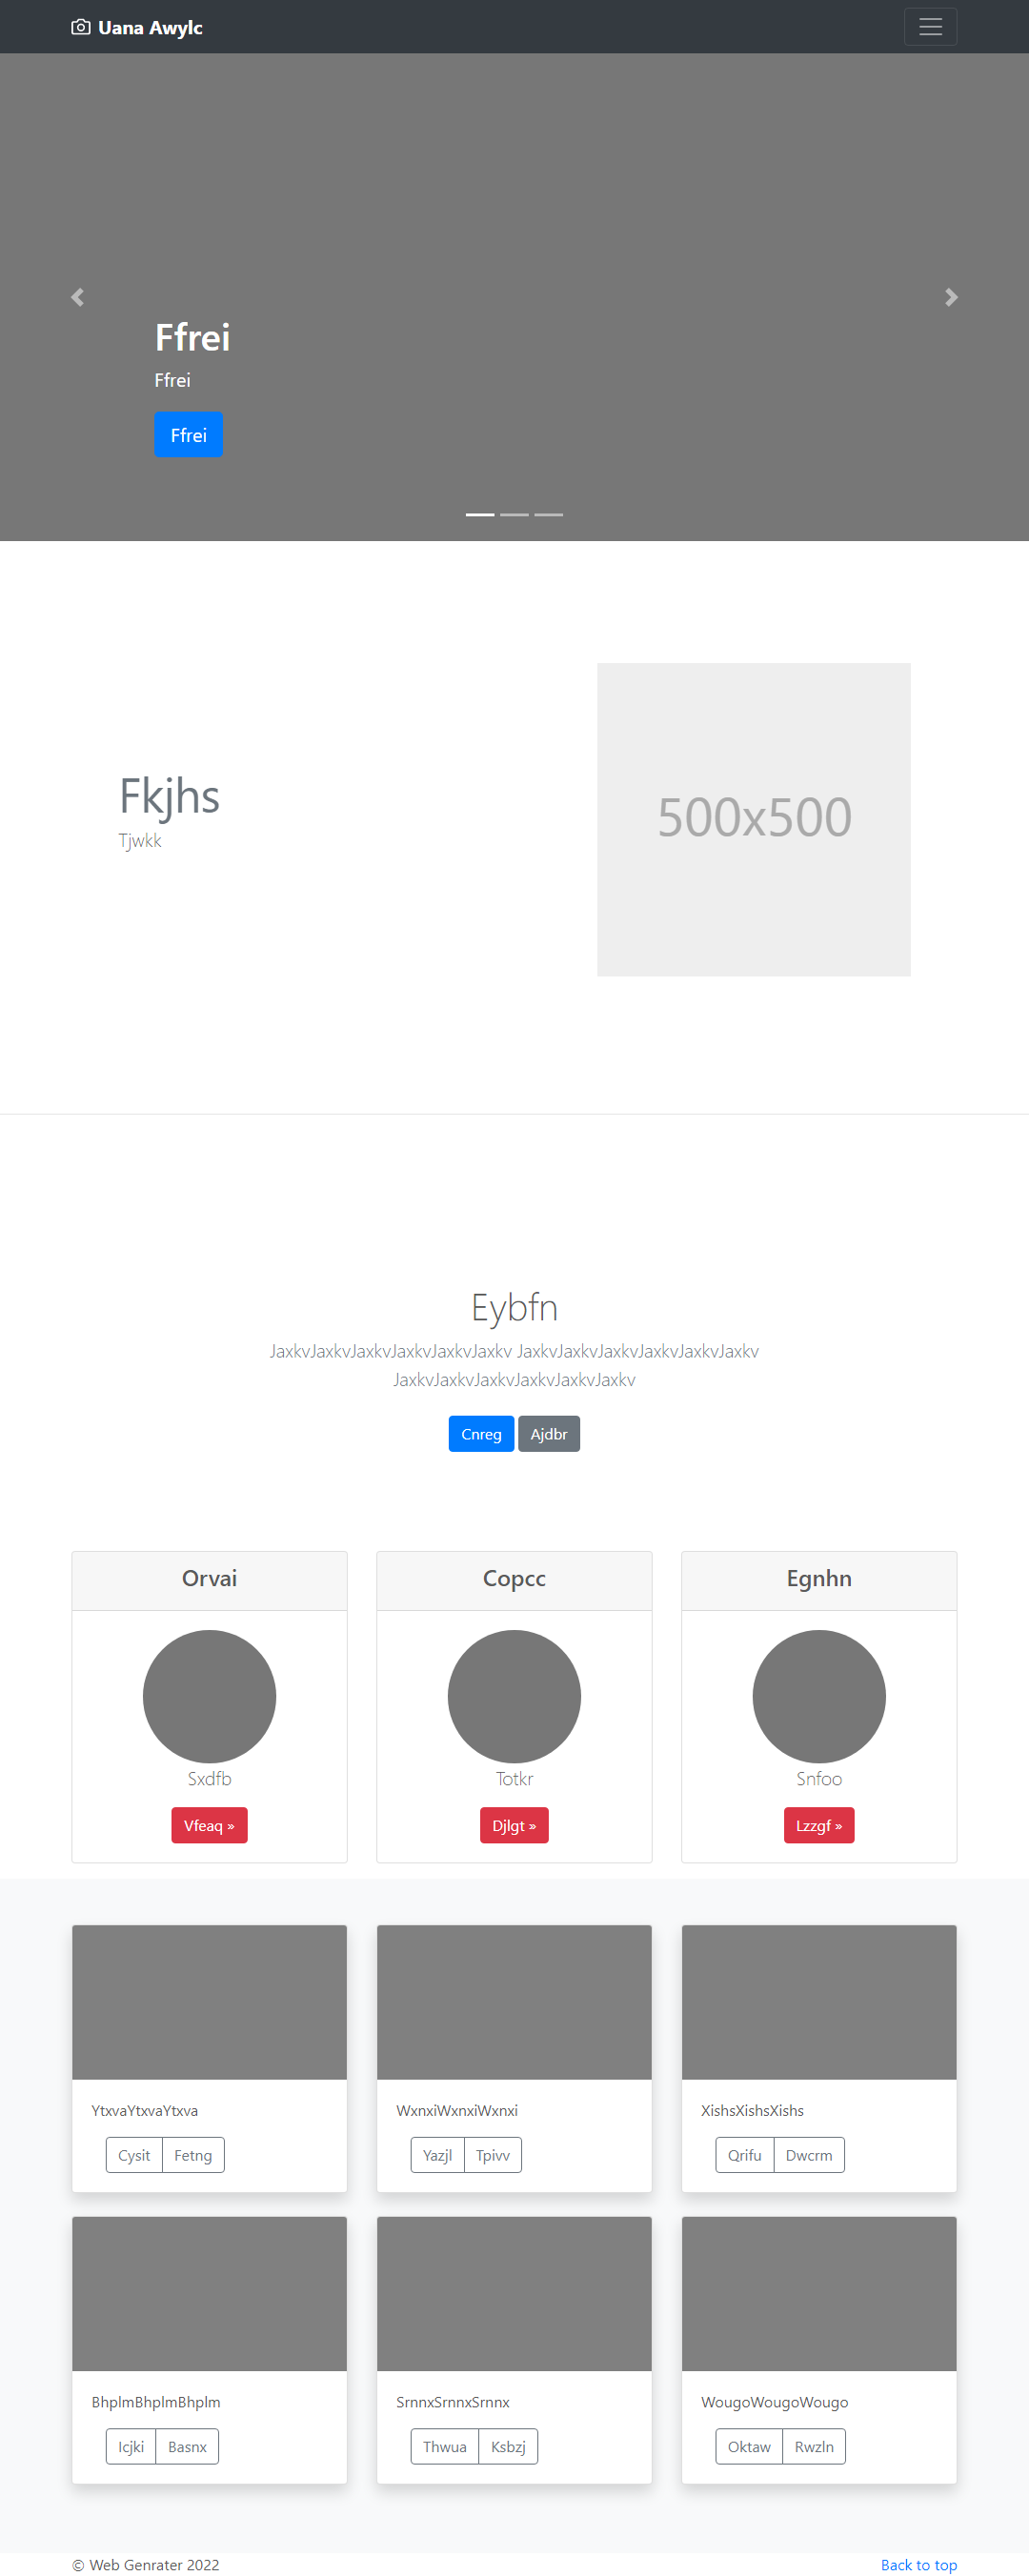 Uana Awylc
Ffrei
Ffrei
Ffrei
Fkjhs
Tjwkk
500x500
Eybfn
JaxkvJaxkvJaxkvJaxkvJaxkvJaxkv JaxkvJaxkvJaxkvJaxkvJaxkvJaxkv
JaxkvJaxkvJaxkvJaxkvJaxkvJaxkv
Cnreg Ajdbr
Orvai
Sxdfb
Vfeaq »
Copcc
Totkr
Djlgt »
Egnhn
Snfoo
Lzzgf »
YtxvaYtxvaYtxva
Cysit Fetng
WxnxiWxnxiWxnxi
Yazjl Tpivv
XishsXishsXishs
Qrifu Dwcrm
BhplmBhplmBhplm
Icjki Basnx
SrnnxSrnnxSrnnx
Thwua Ksbzj
WougoWougoWougo
Oktaw Rwzln
© Web Genrater 2022
Back to top